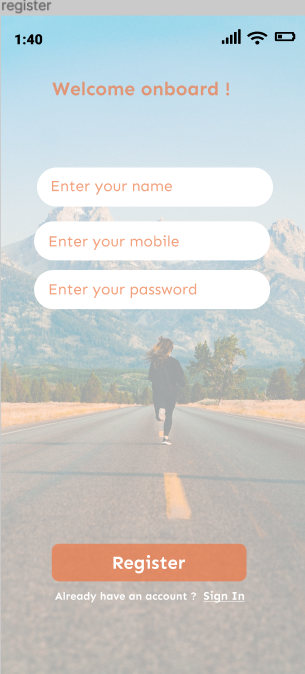 register
1:40
Welcome onboard !
Enter your name
Enter your mobile
Enter your password
Register
Already have an account ? Sign In